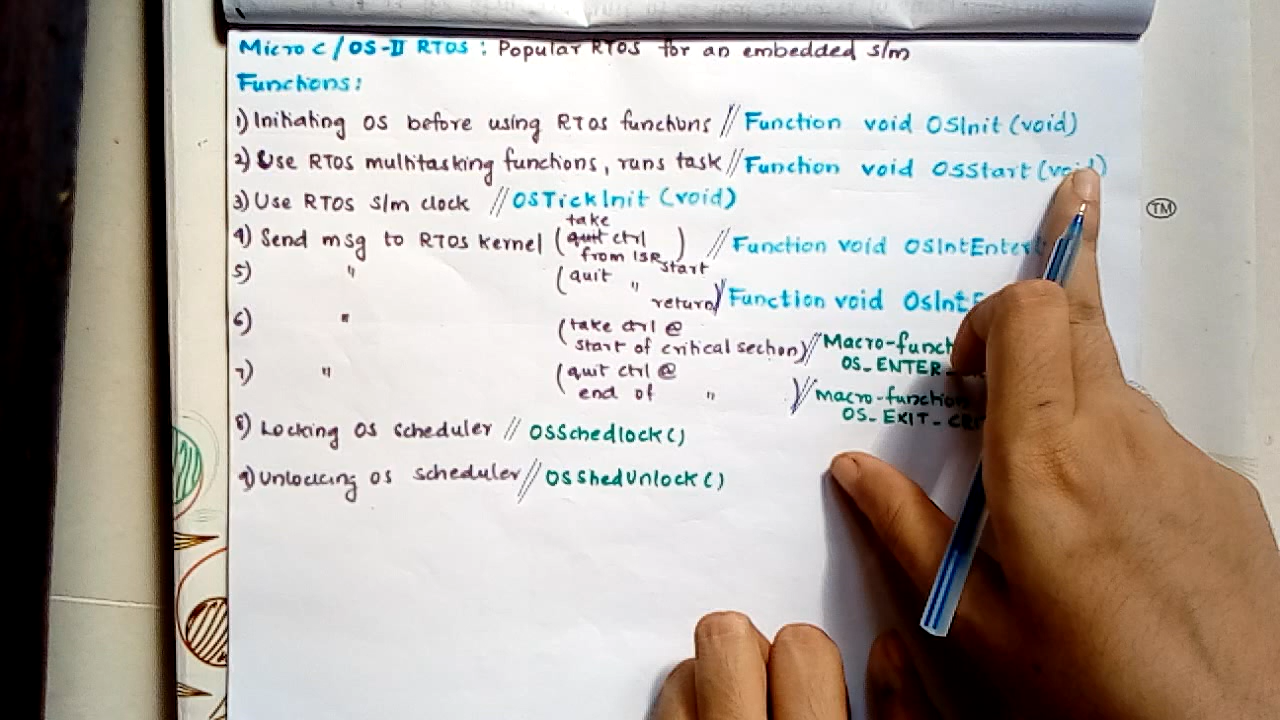 Micro C/OS-II RTOS : Popular RTOS for an embedded s/m
Functions:
1) Initiating OS before using RTOS functions // Function void OSInit (void)
2) Use RTOS multitasking functions, runs task // Function void OSStart (void)
3) Use RTOS s/m clock // OSTickInit (void)
4) Send msg to RTOS kernel ( take
quit ctrl
from ISR
start ) // Function void OSIntEnter
5) " ( quit "
return) // Function void OSInt
6) " (take ctrl @
start of critical section) // Macro-funct
OS_ENTER_
7) " (quit ctrl @
end of " ) // Macro-function
OS_EXIT_
8) Locking OS scheduler // OSSchedlock ()
9) Unlocking OS scheduler // OSShedUnlock ()
TM